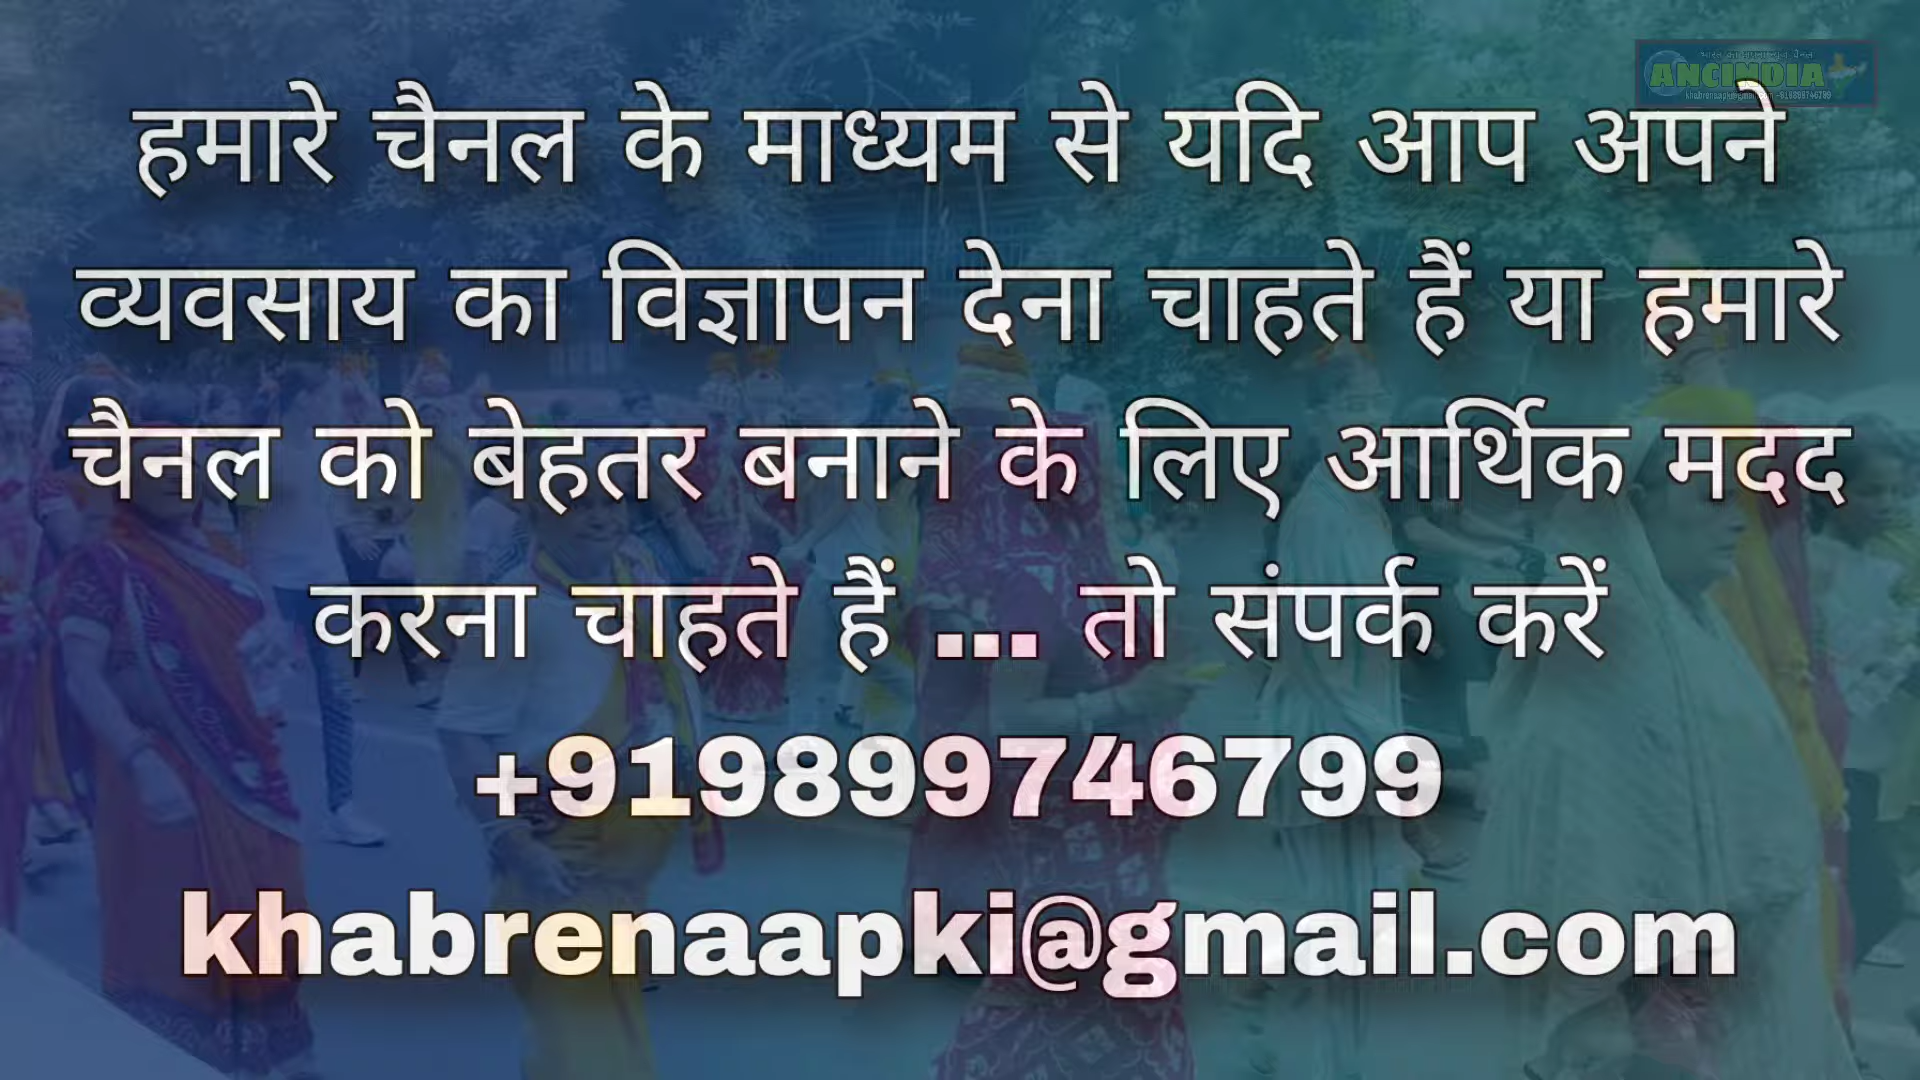 ANCINDIA
हमारे चैनल के माध्यम से यदि आप अपने
व्यवसाय का विज्ञापन देना चाहते हैं या हमारे
चैनल को बेहतर बनाने के लिए आर्थिक मदद
करना चाहते हैं ... तो संपर्क करें
+919899746799
khabrenaapki@gmail.com